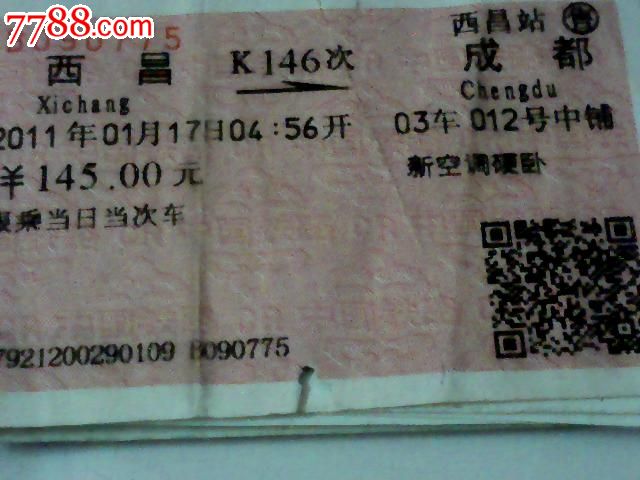 7788.com
西昌站 售
西昌 K146次 成都
Xichang Chengdu
2011年01月17日04:56开 03车012号中铺
¥145.00元 新空调硬卧
限乘当日当次车
7921200290109 B090775